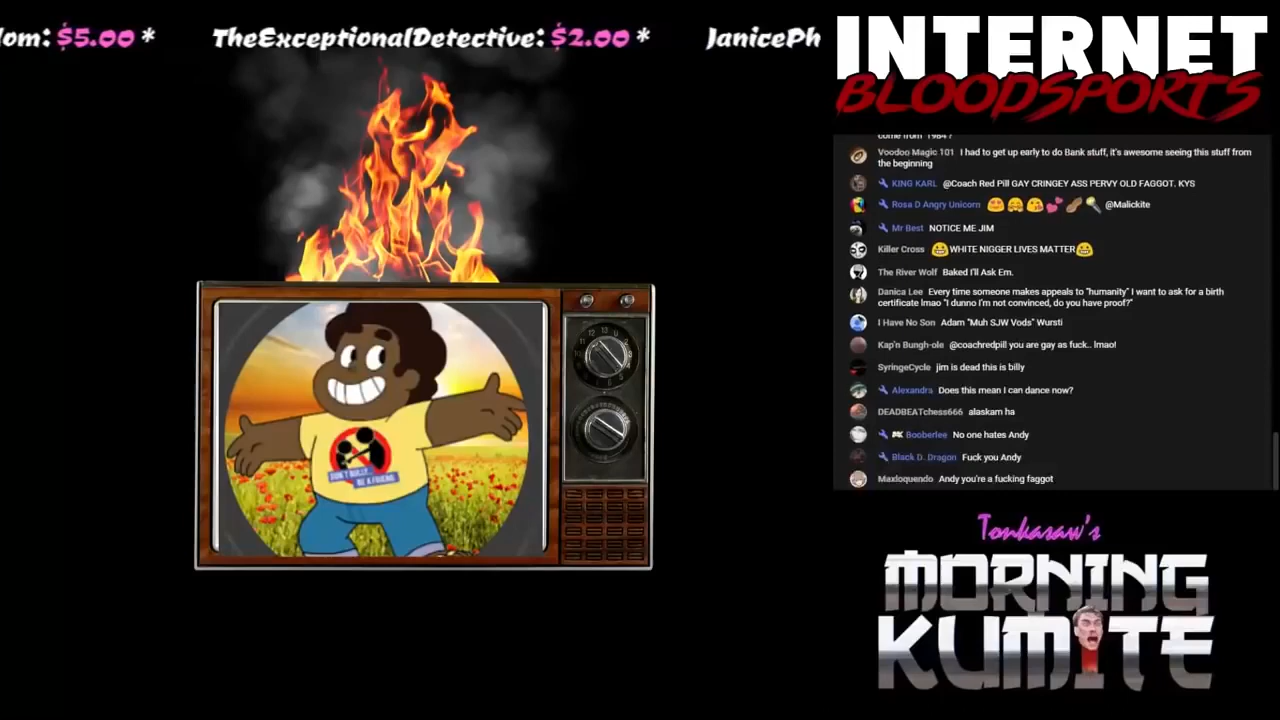 dom: $5.00 * TheExceptionalDetective: $2.00 * JanicePh
INTERNET
BLOODSPORTS
come from "1984"?
Voodoo Magic 101 I had to get up early to do Bank stuff, it's awesome seeing this stuff from
the beginning
KING KARL @Coach Red Pill GAY CRINGEY ASS PERVY OLD FAGGOT. KYS
Rosa D Angry Unicorn @Malickite
Mr Best NOTICE ME JIM
Killer Cross WHITE NIGGER LIVES MATTER
The River Wolf Baked I'll Ask Em.
Danica Lee Every time someone makes appeals to "humanity" I want to ask for a birth
certificate lmao "I dunno I'm not convinced, do you have proof?"
I Have No Son Adam "Muh SJW Vods" Wursti
Kap'n Bungh-ole @coachredpill you are gay as fuck.. lmao!
SyringeCycle jim is dead this is billy
Alexandra Does this mean I can dance now?
DEADBEATchess666 alaskam ha
Booberlee No one hates Andy
Black D. Dragon Fuck you Andy
Maxloquendo Andy you're a fucking faggot
DON'T BULLY...
BE A FRIEND
Tonkasaw's
MORNING
KUMITE